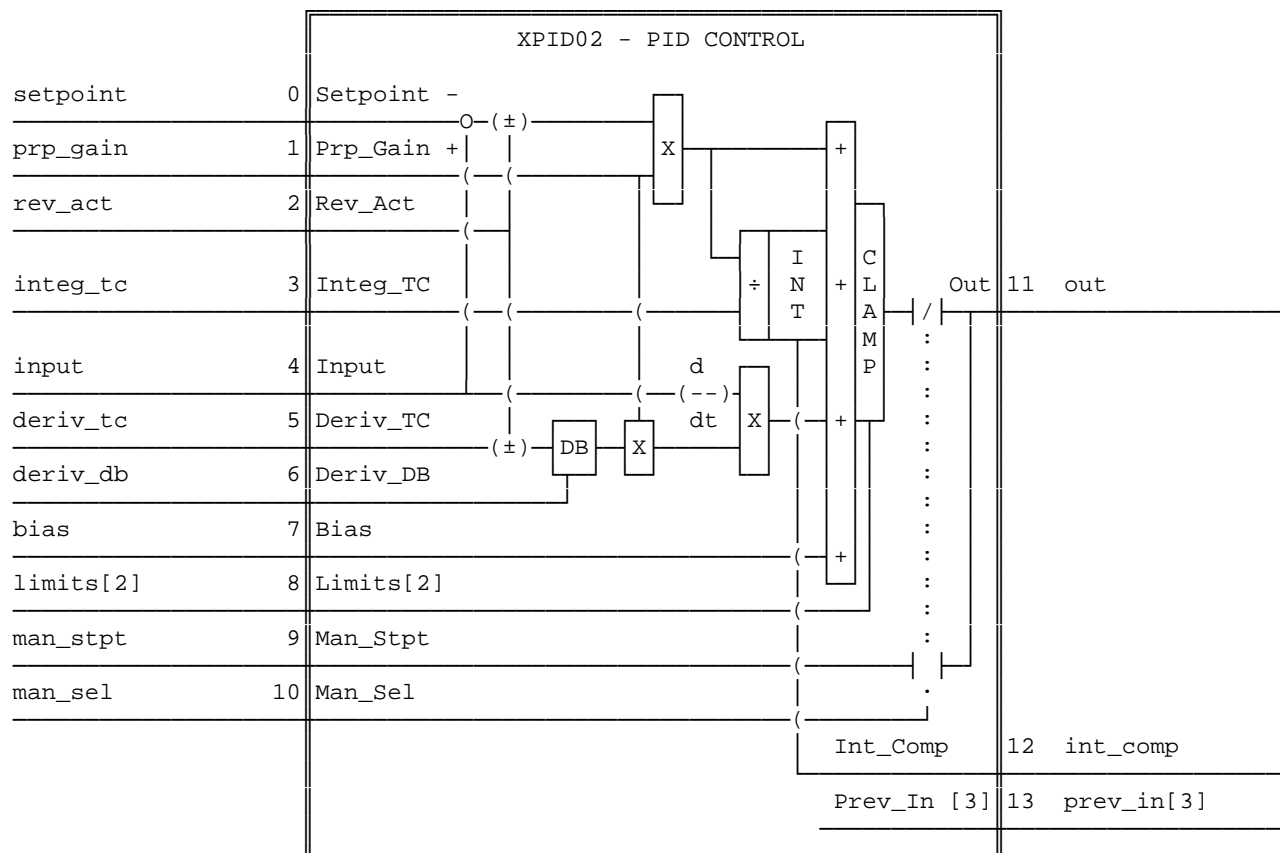 XPID02 - PID CONTROL
setpoint 0 Setpoint -
O (±)
prp_gain 1 Prp_Gain + X +
rev_act 2 Rev_Act
I C
integ_tc 3 Integ_TC ÷ N + L Out 11 out
T A /
M
input 4 Input d P
(--)
deriv_tc 5 Deriv_TC dt X +
(±) DB X
deriv_db 6 Deriv_DB
bias 7 Bias
+
limits[2] 8 Limits[2]
man_stpt 9 Man_Stpt
man_sel 10 Man_Sel
Int_Comp 12 int_comp
Prev_In [3] 13 prev_in[3]